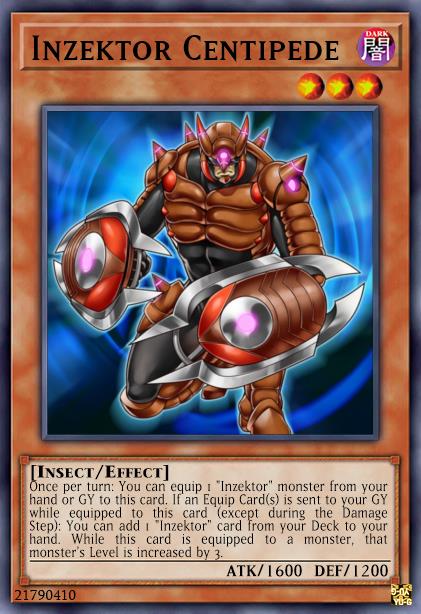 Inzektor Centipede
DARK
闇
[Insect/Effect]
Once per turn: You can equip 1 "Inzektor" monster from your
hand or GY to this card. If an Equip Card(s) is sent to your GY
while equipped to this card (except during the Damage
Step): You can add 1 "Inzektor" card from your Deck to your
hand. While this card is equipped to a monster, that
monster's Level is increased by 3.
ATK/1600 DEF/1200
21790410